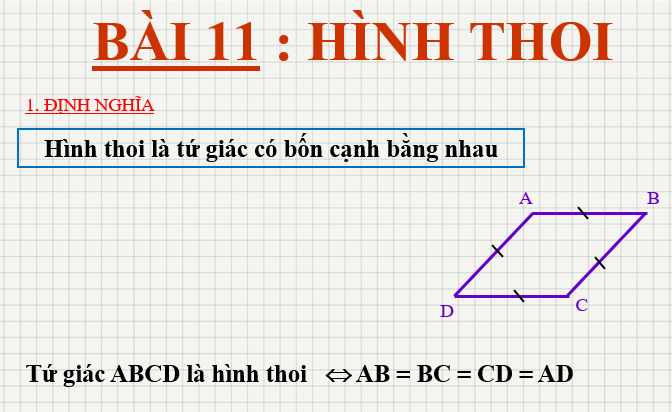 BÀI 11 : HÌNH THOI
1. ĐỊNH NGHĨA
Hình thoi là tứ giác có bốn cạnh bằng nhau
A
B
D
C
Tứ giác ABCD là hình thoi ⇔ AB = BC = CD = AD